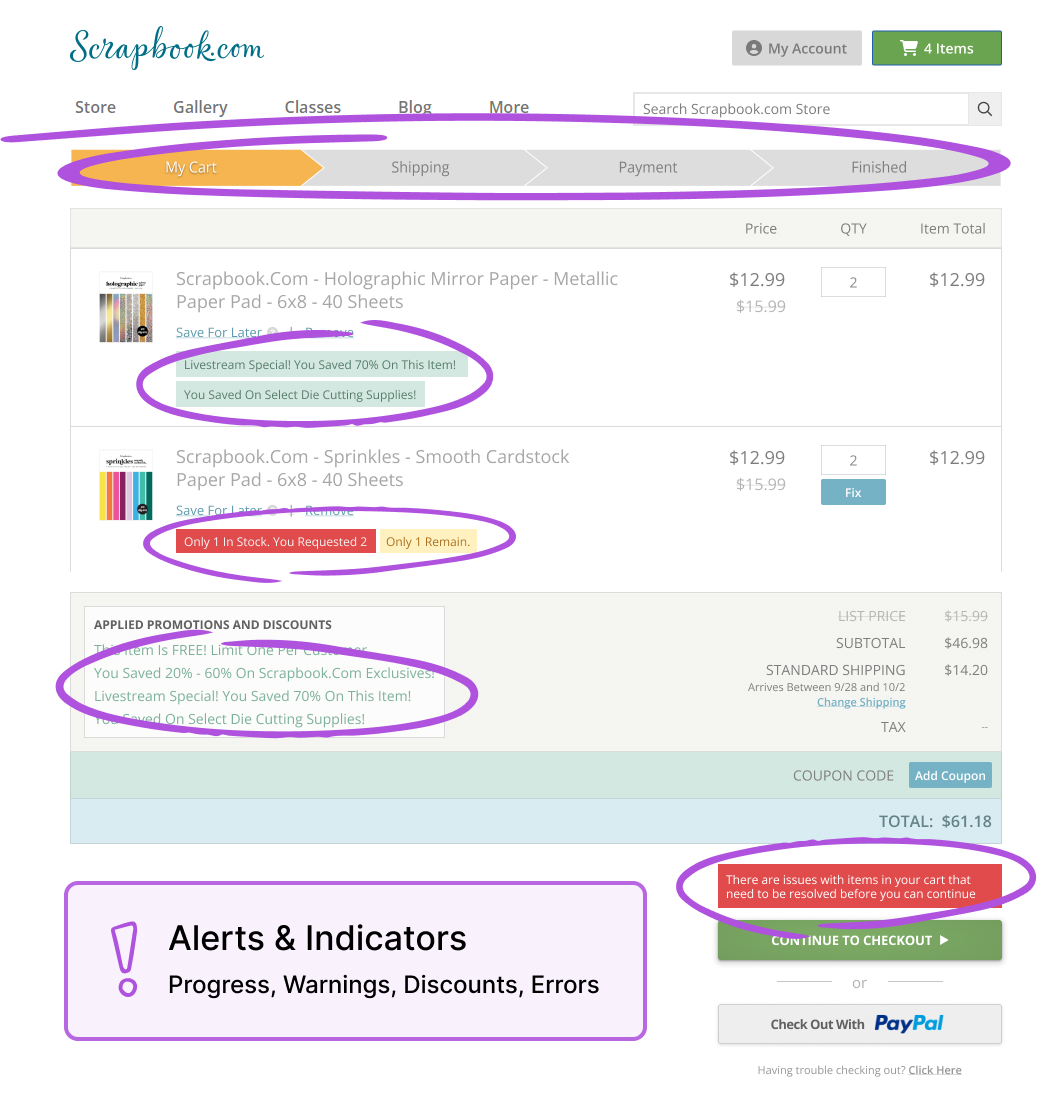 Scrapbook.com
My Account
4 Items
Store Gallery Classes Blog More
Search Scrapbook.com Store
My Cart Shipping Payment Finished
Price QTY Item Total
holographic
Scrapbook.Com - Holographic Mirror Paper - Metallic
Paper Pad - 6x8 - 40 Sheets
$12.99 2 $12.99
$15.99
Save For Later | Remove
Livestream Special! You Saved 70% On This Item!
You Saved On Select Die Cutting Supplies!
sprinkles
Scrapbook.Com - Sprinkles - Smooth Cardstock
Paper Pad - 6x8 - 40 Sheets
$12.99 2 $12.99
$15.99
Fix
Save For Later | Remove
Only 1 In Stock. You Requested 2 Only 1 Remain.
APPLIED PROMOTIONS AND DISCOUNTS
This Item Is FREE! Limit One Per Customer
You Saved 20% - 60% On Scrapbook.Com Exclusives!
Livestream Special! You Saved 70% On This Item!
You Saved On Select Die Cutting Supplies!
LIST PRICE $15.99
SUBTOTAL $46.98
STANDARD SHIPPING $14.20
Arrives Between 9/28 and 10/2
Change Shipping
TAX --
COUPON CODE Add Coupon
TOTAL: $61.18
There are issues with items in your cart that
need to be resolved before you can continue
CONTINUE TO CHECKOUT
or
Check Out With PayPal
Having trouble checking out? Click Here
!
Alerts & Indicators
Progress, Warnings, Discounts, Errors